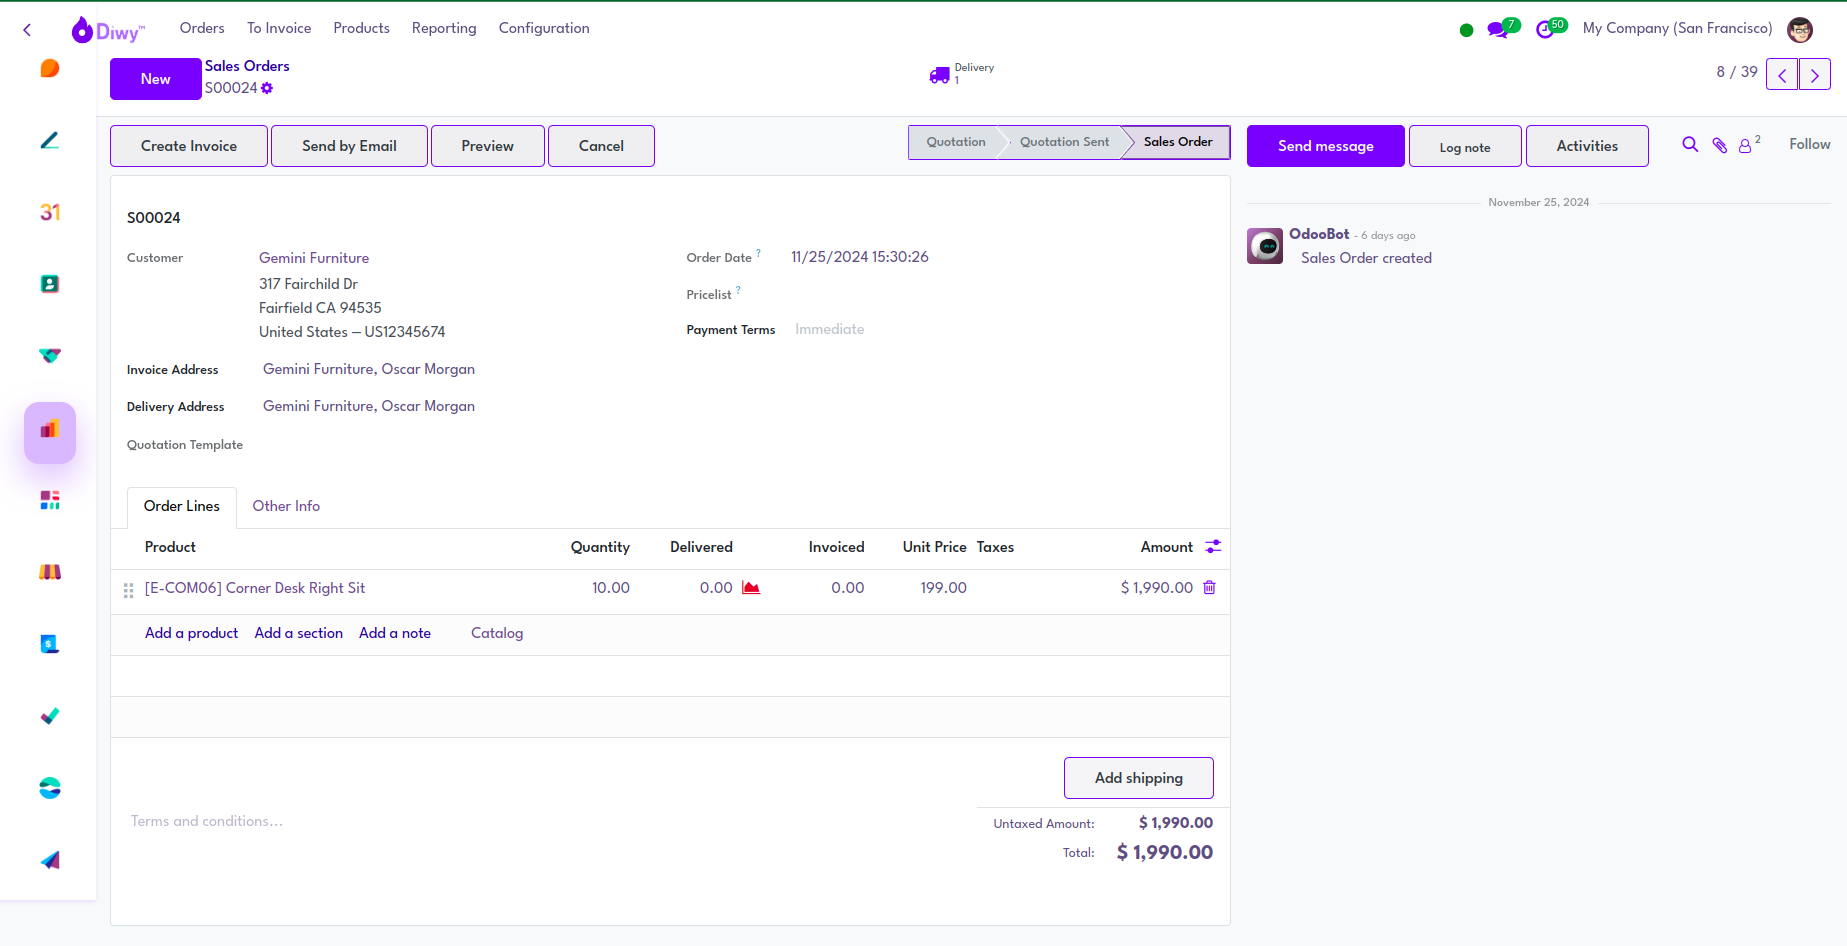 Diwy™
Orders To Invoice Products Reporting Configuration
7 50 My Company (San Francisco)
New
Sales Orders
S00024
Delivery
1
8 / 39
Create Invoice Send by Email Preview Cancel
Quotation Quotation Sent Sales Order
Send message Log note Activities
2 Follow
31
S00024
Customer Gemini Furniture
317 Fairchild Dr
Fairfield CA 94535
United States – US12345674
Invoice Address Gemini Furniture, Oscar Morgan
Delivery Address Gemini Furniture, Oscar Morgan
Quotation Template
Order Date ? 11/25/2024 15:30:26
Pricelist ?
Payment Terms Immediate
November 25, 2024
OdooBot - 6 days ago
Sales Order created
Order Lines Other Info
Product Quantity Delivered Invoiced Unit Price Taxes Amount
[E-COM06] Corner Desk Right Sit 10.00 0.00 0.00 199.00 $ 1,990.00
Add a product Add a section Add a note Catalog
Add shipping
Terms and conditions...
Untaxed Amount: $ 1,990.00
Total: $ 1,990.00